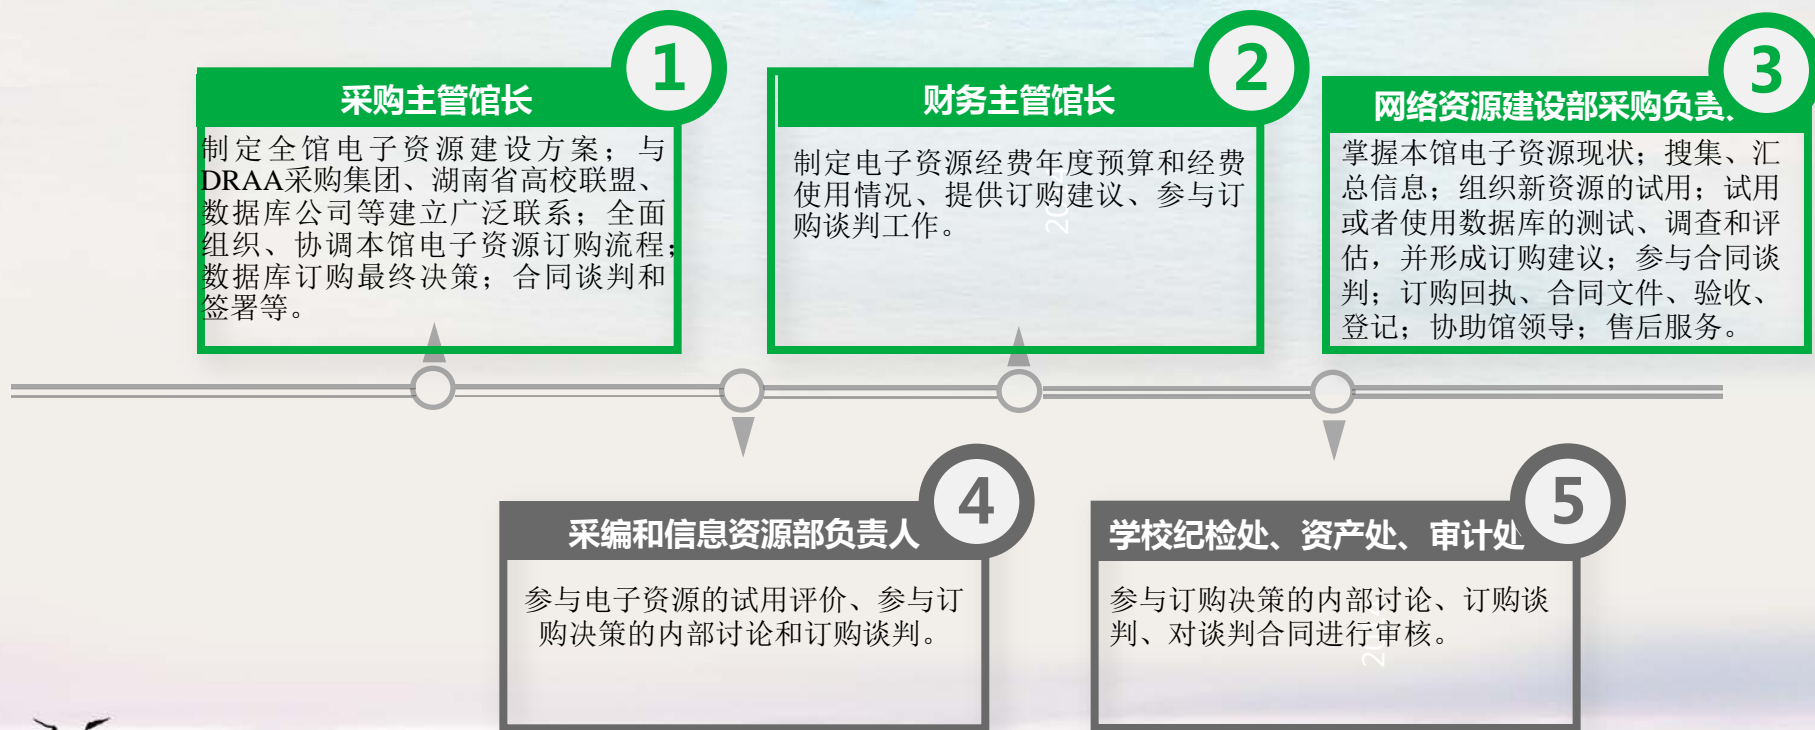 1
采购主管馆长
制定全馆电子资源建设方案；与
DRAA采购集团、湖南省高校联盟、
数据库公司等建立广泛联系；全面
组织、协调本馆电子资源订购流程；
数据库订购最终决策；合同谈判和
签署等。
2
财务主管馆长
制定电子资源经费年度预算和经费
使用情况、提供订购建议、参与订
购谈判工作。
3
网络资源建设部采购负责
掌握本馆电子资源现状；搜集、汇
总信息；组织新资源的试用；试用
或者使用数据库的测试、调查和评
估，并形成订购建议；参与合同谈
判；订购回执、合同文件、验收、
登记；协助馆领导；售后服务。
4
采编和信息资源部负责人
参与电子资源的试用评价、参与订
购决策的内部讨论和订购谈判。
5
学校纪检处、资产处、审计处
参与订购决策的内部讨论、订购谈
判、对谈判合同进行审核。